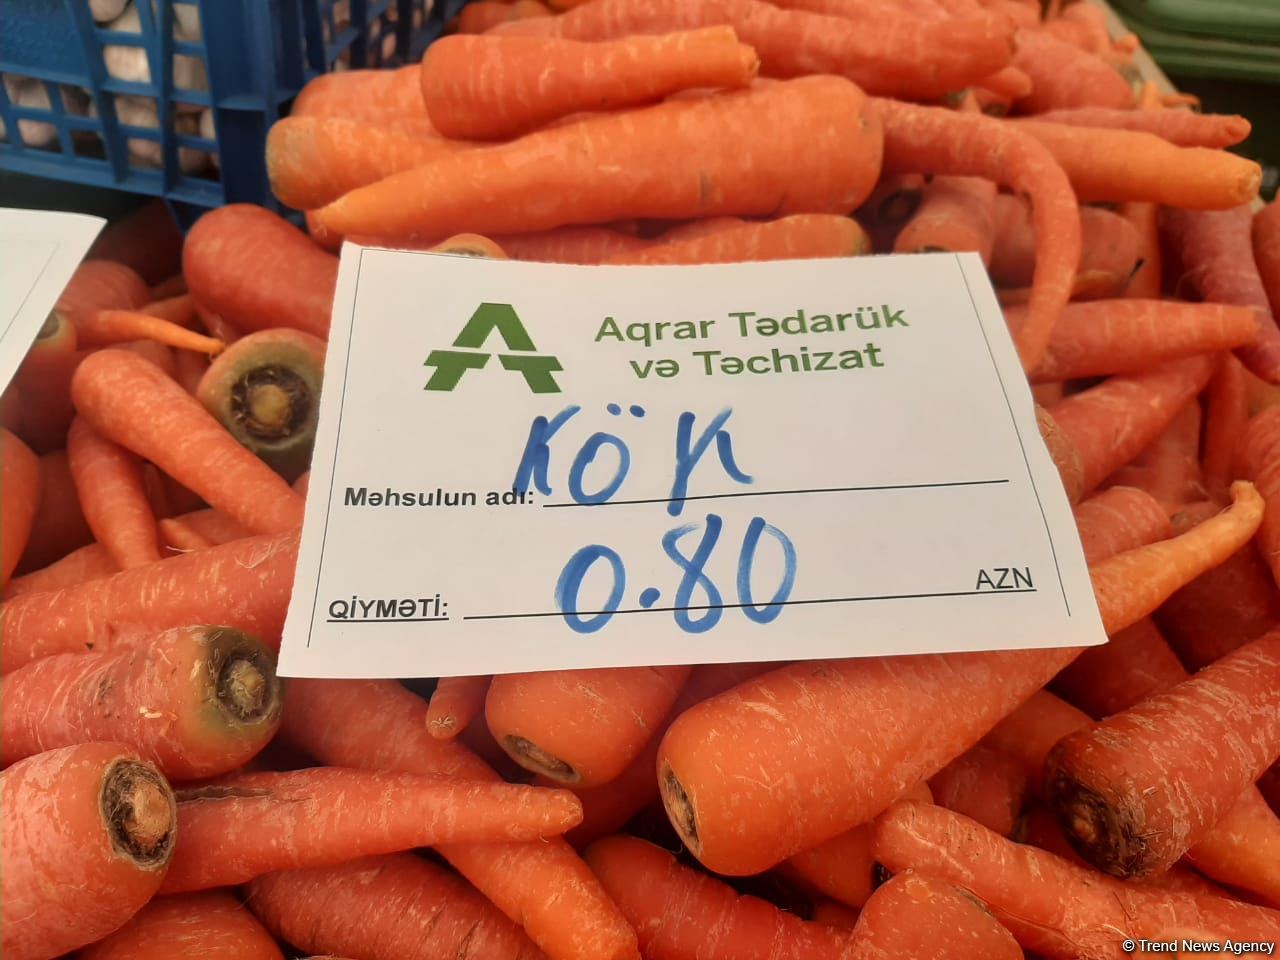 Aqrar Tədarük
və Təchizat
Məhsulun adı: KÖK
QİYMƏTİ: 0.80 AZN
© Trend News Agency